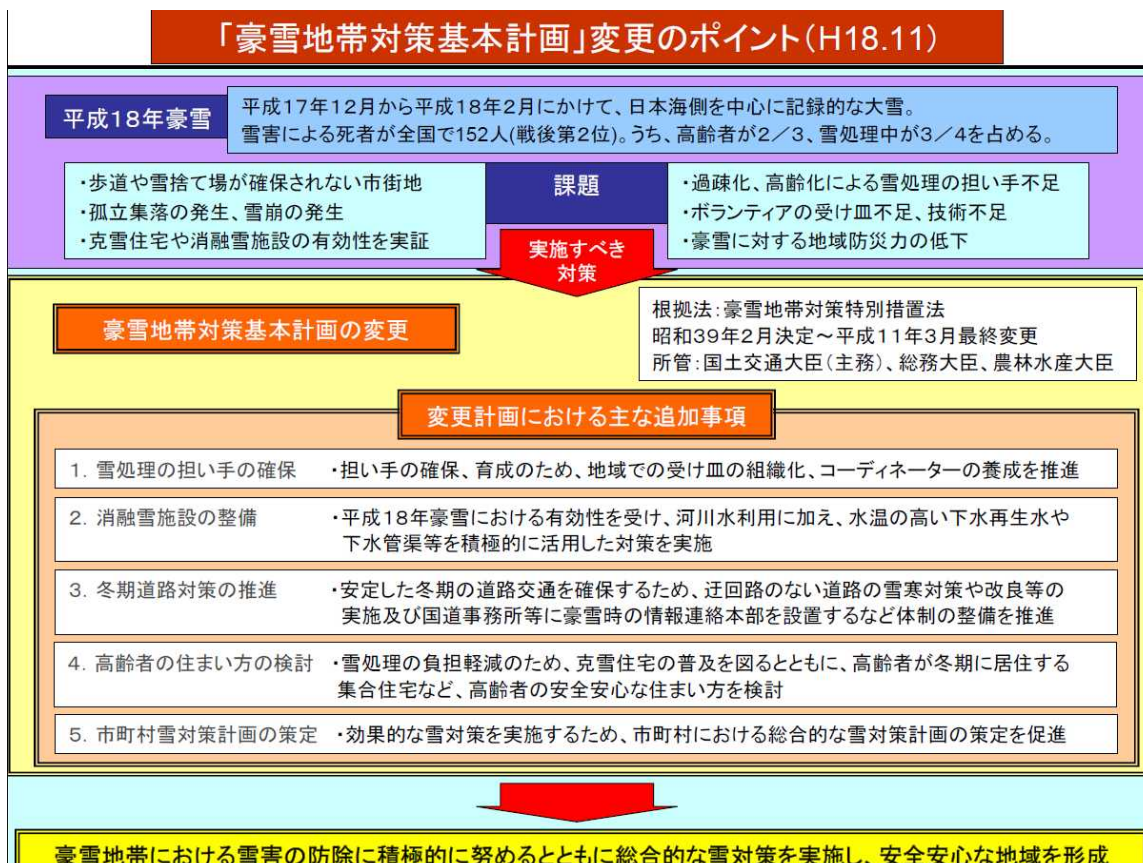 「豪雪地帯対策基本計画」変更のポイント(H18.11)
平成18年豪雪
平成17年12月から平成18年2月にかけて、日本海側を中心に記録的な大雪。
雪害による死者が全国で152人(戦後第2位)。うち、高齢者が2/3、雪処理中が3/4を占める。
・歩道や雪捨て場が確保されない市街地
・孤立集落の発生、雪崩の発生
・克雪住宅や消融雪施設の有効性を実証
課題
・過疎化、高齢化による雪処理の担い手不足
・ボランティアの受け皿不足、技術不足
・豪雪に対する地域防災力の低下
実施すべき
対策
豪雪地帯対策基本計画の変更
根拠法:豪雪地帯対策特別措置法
昭和39年2月決定~平成11年3月最終変更
所管:国土交通大臣(主務)、総務大臣、農林水産大臣
変更計画における主な追加事項
1. 雪処理の担い手の確保 ・担い手の確保、育成のため、地域での受け皿の組織化、コーディネーターの養成を推進
2. 消融雪施設の整備 ・平成18年豪雪における有効性を受け、河川水利用に加え、水温の高い下水再生水や
下水管渠等を積極的に活用した対策を実施
3. 冬期道路対策の推進 ・安定した冬期の道路交通を確保するため、迂回路のない道路の雪寒対策や改良等の
実施及び国道事務所等に豪雪時の情報連絡本部を設置するなど体制の整備を推進
4. 高齢者の住まい方の検討 ・雪処理の負担軽減のため、克雪住宅の普及を図るとともに、高齢者が冬期に居住する
集合住宅など、高齢者の安全安心な住まい方を検討
5. 市町村雪対策計画の策定 ・効果的な雪対策を実施するため、市町村における総合的な雪対策計画の策定を促進
豪雪地帯における雪害の防除に積極的に努めるとともに総合的な雪対策を実施し、安全安心な地域を形成